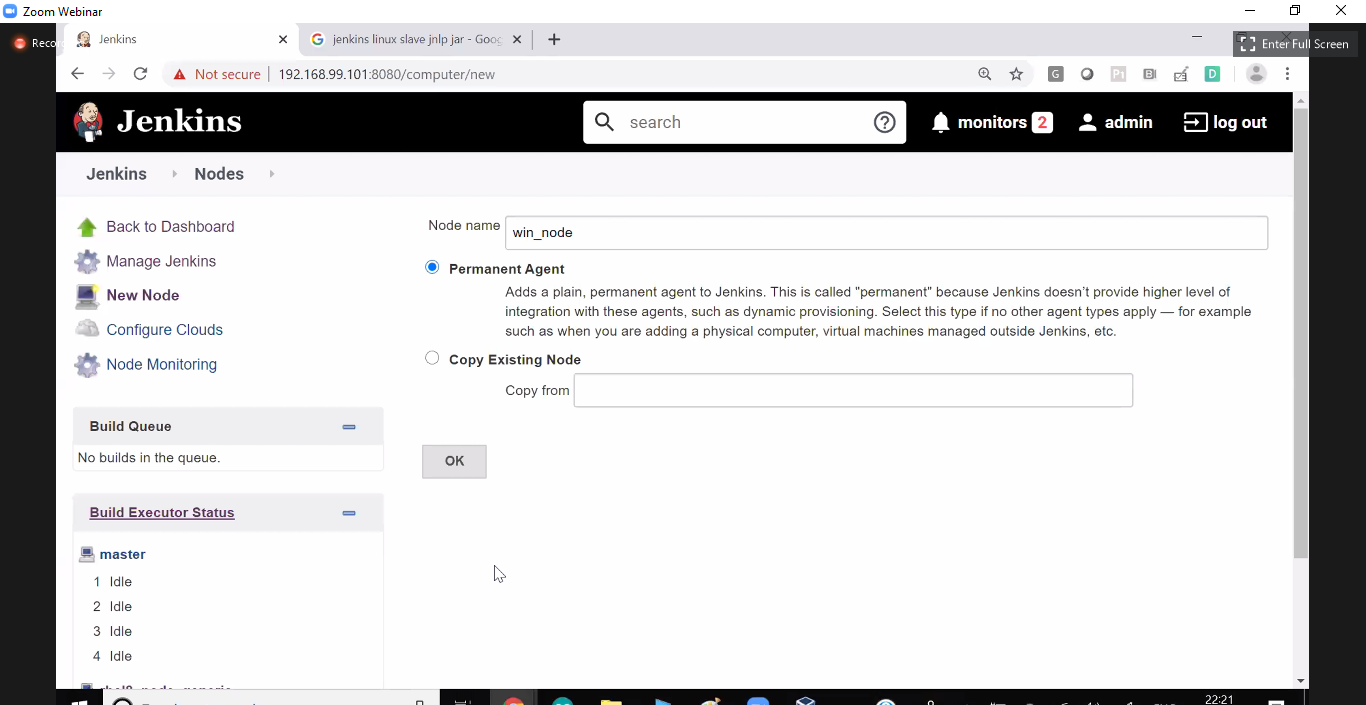 Zoom Webinar
Recor
Jenkins
jenkins linux slave jnlp jar - Goog
Enter Full Screen
Not secure
192.168.99.101:8080/computer/new
Jenkins
search
monitors 2
admin
log out
Jenkins
Nodes
Back to Dashboard
Manage Jenkins
New Node
Configure Clouds
Node Monitoring
Node name
win_node
Permanent Agent
Adds a plain, permanent agent to Jenkins. This is called "permanent" because Jenkins doesn't provide higher level of
integration with these agents, such as dynamic provisioning. Select this type if no other agent types apply — for example
such as when you are adding a physical computer, virtual machines managed outside Jenkins, etc.
Copy Existing Node
Copy from
OK
Build Queue
No builds in the queue.
Build Executor Status
master
1 Idle
2 Idle
3 Idle
4 Idle
22:21